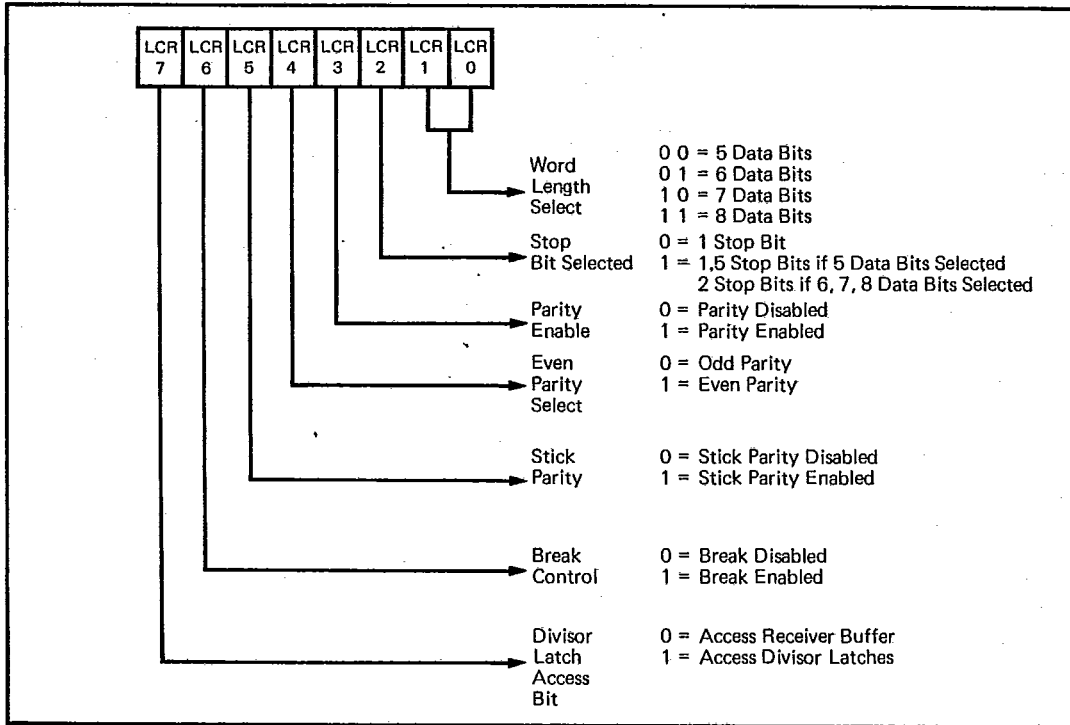 LCR 7 LCR 6 LCR 5 LCR 4 LCR 3 LCR 2 LCR 1 LCR 0
Word Length Select
0 0 = 5 Data Bits
0 1 = 6 Data Bits
1 0 = 7 Data Bits
1 1 = 8 Data Bits
Stop Bit Selected
0 = 1 Stop Bit
1 = 1,5 Stop Bits if 5 Data Bits Selected
2 Stop Bits if 6, 7, 8 Data Bits Selected
Parity Enable
0 = Parity Disabled
1 = Parity Enabled
Even Parity Select
0 = Odd Parity
1 = Even Parity
Stick Parity
0 = Stick Parity Disabled
1 = Stick Parity Enabled
Break Control
0 = Break Disabled
1 = Break Enabled
Divisor Latch Access Bit
0 = Access Receiver Buffer
1 = Access Divisor Latches